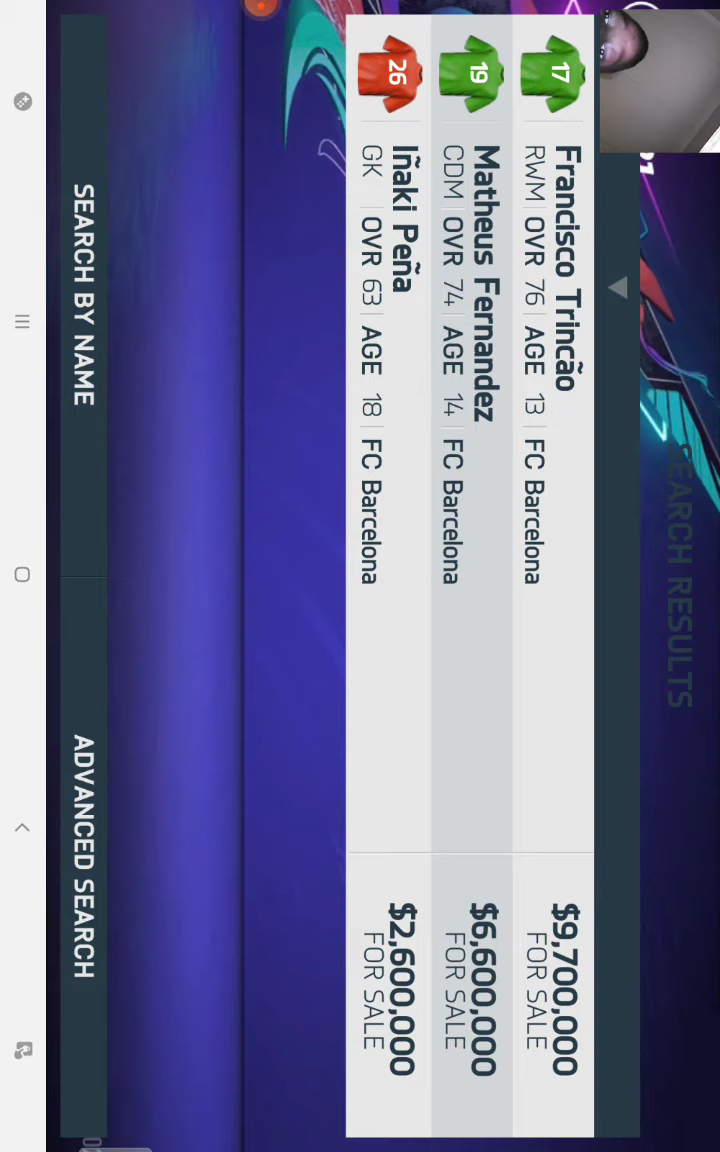 21
SEARCH RESULTS
17
Francisco Trincão
RWM OVR 76 AGE 13 FC Barcelona
$9,700,000
FOR SALE
19
Matheus Fernandez
CDM OVR 74 AGE 14 FC Barcelona
$6,600,000
FOR SALE
26
Iñaki Peña
GK OVR 63 AGE 18 FC Barcelona
$2,600,000
FOR SALE
SEARCH BY NAME
ADVANCED SEARCH